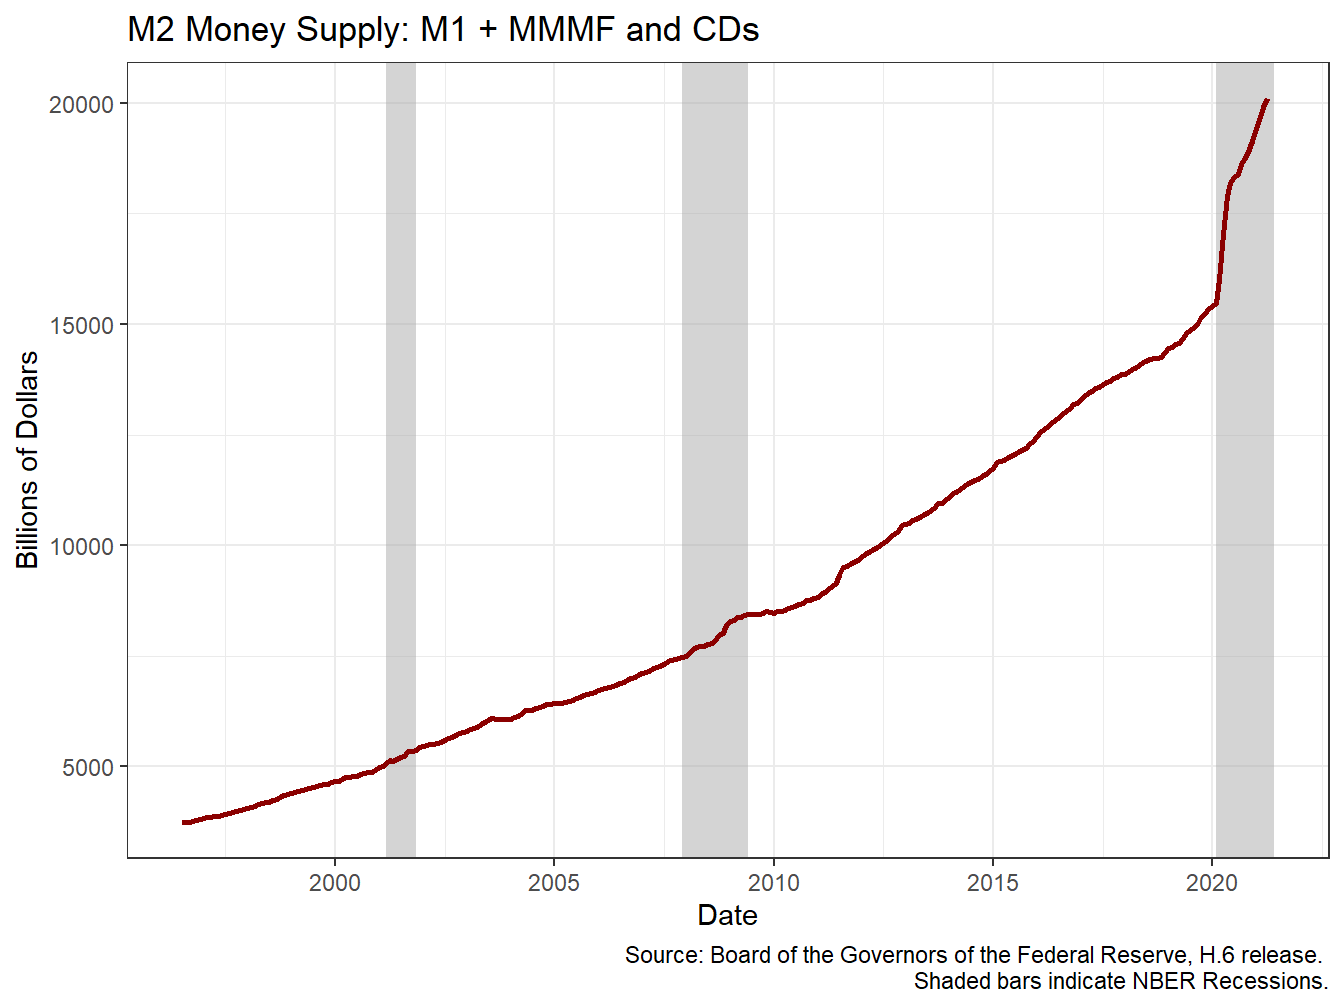 M2 Money Supply: M1 + MMMF and CDs
20000
15000
10000
5000
Billions of Dollars
2000 2005 2010 2015 2020
Date
Source: Board of the Governors of the Federal Reserve, H.6 release.
Shaded bars indicate NBER Recessions.